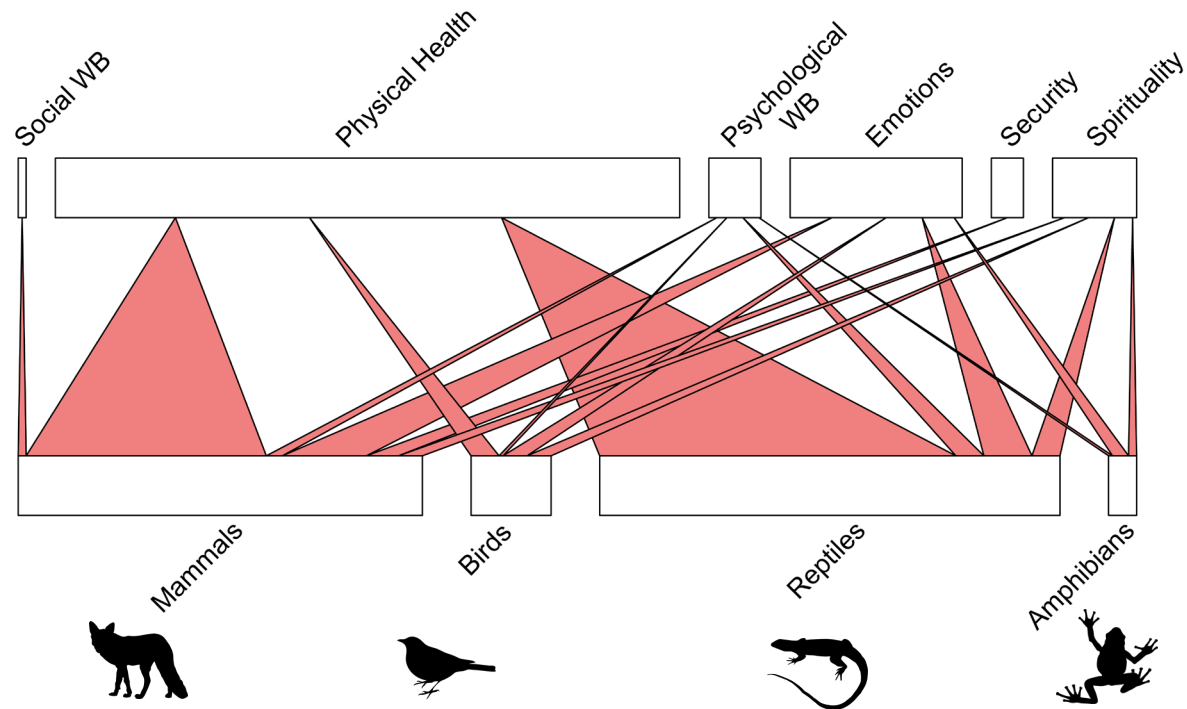 Social WB
Physical Health
Psychological
WB
Emotions
Security
Spirituality
Mammals
Birds
Reptiles
Amphibians